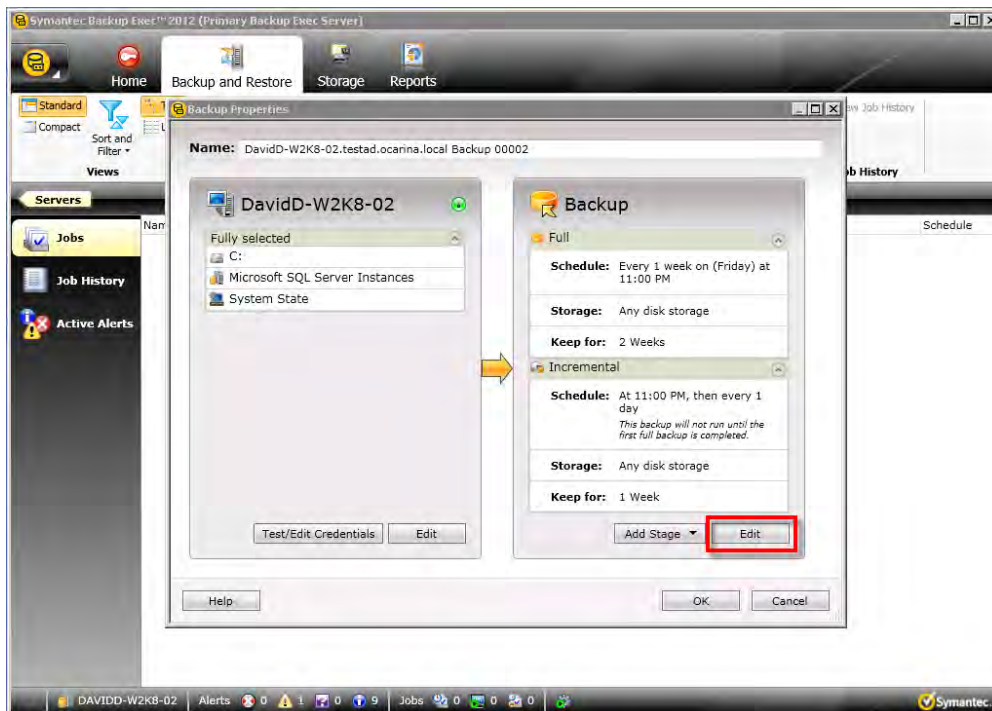 Symantec Backup Exec™ 2012 (Primary Backup Exec Server)
Home
Backup and Restore
Storage
Reports
Standard
Compact
Sort and
Filter
Views
Job History
Servers
Jobs
Job History
Active Alerts
Schedule
Backup Properties
Name: DavidD-W2K8-02.testad.ocarina.local Backup 00002
DavidD-W2K8-02
Fully selected
C:
Microsoft SQL Server Instances
System State
Test/Edit Credentials
Edit
Backup
Full
Schedule: Every 1 week on (Friday) at
11:00 PM
Storage: Any disk storage
Keep for: 2 Weeks
Incremental
Schedule: At 11:00 PM, then every 1
day
This backup will not run until the
first full backup is completed.
Storage: Any disk storage
Keep for: 1 Week
Add Stage
Edit
Help
OK
Cancel
DAVIDD-W2K8-02 Alerts 0 1 0 9 Jobs 0 0 0
Symantec.